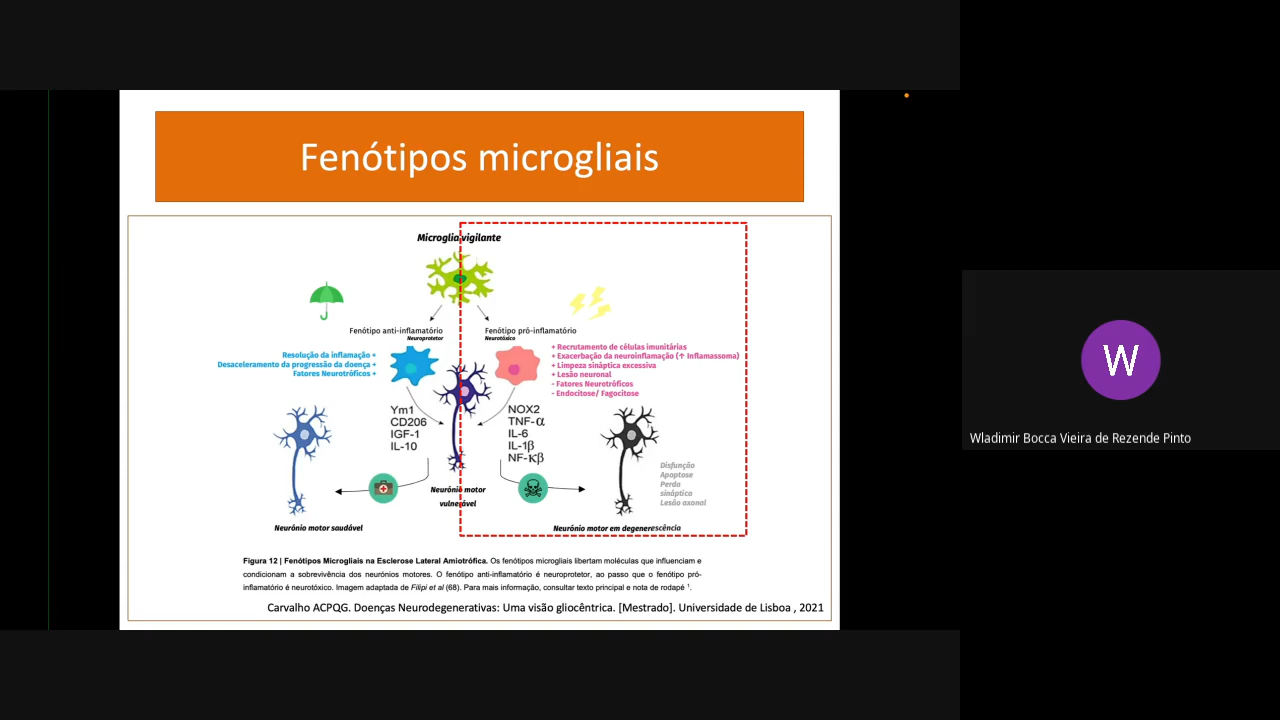 Fenótipos microgliais
Microglia vigilante
Fenótipo anti-inflamatório
Neuroprotetor
Fenótipo pró-inflamatório
Neurotóxico
Resolução da inflamação +
Desaceleramento da progressão da doença +
Fatores Neurotróficos +
+ Recrutamento de células imunitárias
+ Exacerbação da neuroinflamação (↑ Inflamassoma)
+ Limpeza sináptica excessiva
+ Lesão neuronal
- Fatores Neurotróficos
- Endocitose/ Fagocitose
Ym1
CD206
IGF-1
IL-10
NOX2
TNF-α
IL-6
IL-1β
NF-κβ
Disfunção
Apoptose
Perda
sináptica
Lesão axonal
Neurónio motor
vulnerável
Neurónio motor saudável
Neurónio motor em degenerescência
Figura 12 | Fenótipos Microgliais na Esclerose Lateral Amiotrófica. Os fenótipos microgliais libertam moléculas que influenciam e
condicionam a sobrevivência dos neurónios motores. O fenótipo anti-inflamatório é neuroprotetor, ao passo que o fenótipo pró-
inflamatório é neurotóxico. Imagem adaptada de Filipi et al (68). Para mais informação, consultar texto principal e nota de rodapé ¹.
Carvalho ACPQG. Doenças Neurodegenerativas: Uma visão gliocêntrica. [Mestrado]. Universidade de Lisboa , 2021
W
Wladimir Bocca Vieira de Rezende Pinto